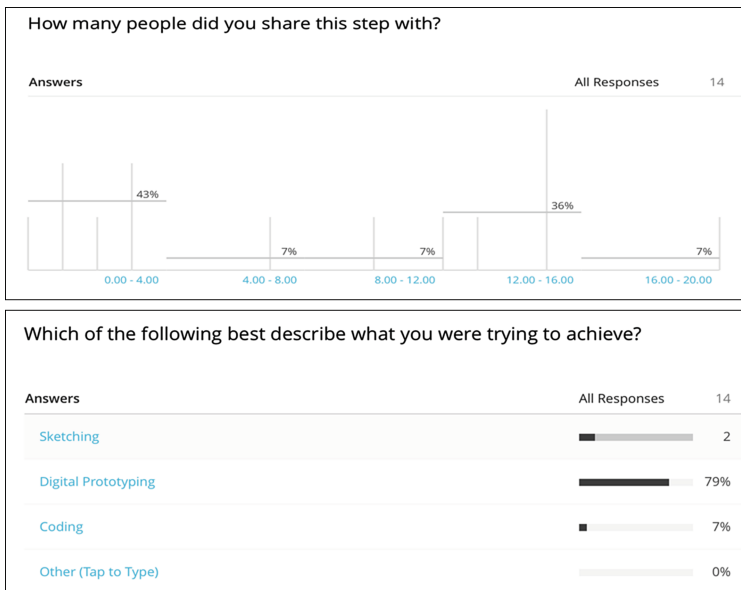 How many people did you share this step with?
Answers All Responses 14
43%
36%
7% 7% 7%
0.00 - 4.00 4.00 - 8.00 8.00 - 12.00 12.00 - 16.00 16.00 - 20.00
Which of the following best describe what you were trying to achieve?
Answers All Responses 14
Sketching 2
Digital Prototyping 79%
Coding 7%
Other (Tap to Type) 0%